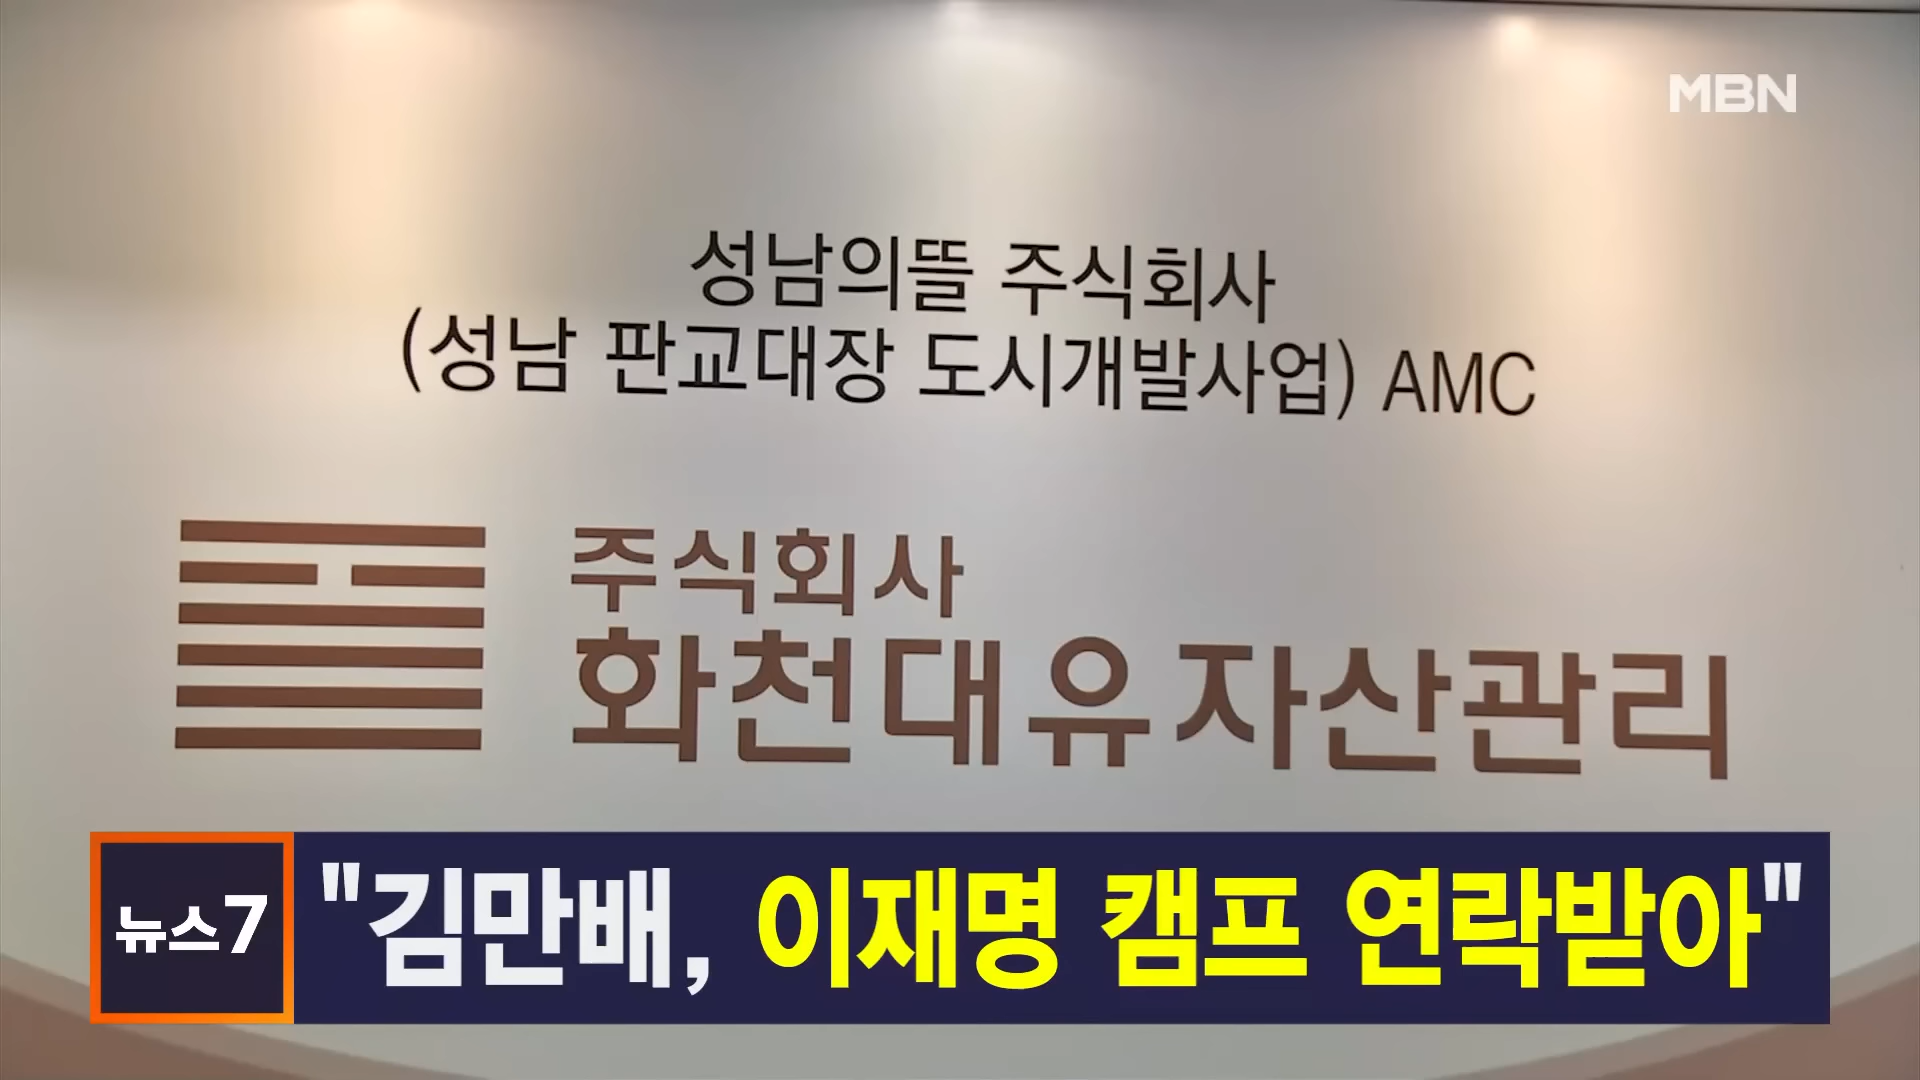 MBN
성남의뜰 주식회사
(성남 판교대장 도시개발사업) AMC
주식회사
화천대유자산관리
뉴스7
"김만배, 이재명 캠프 연락받아"